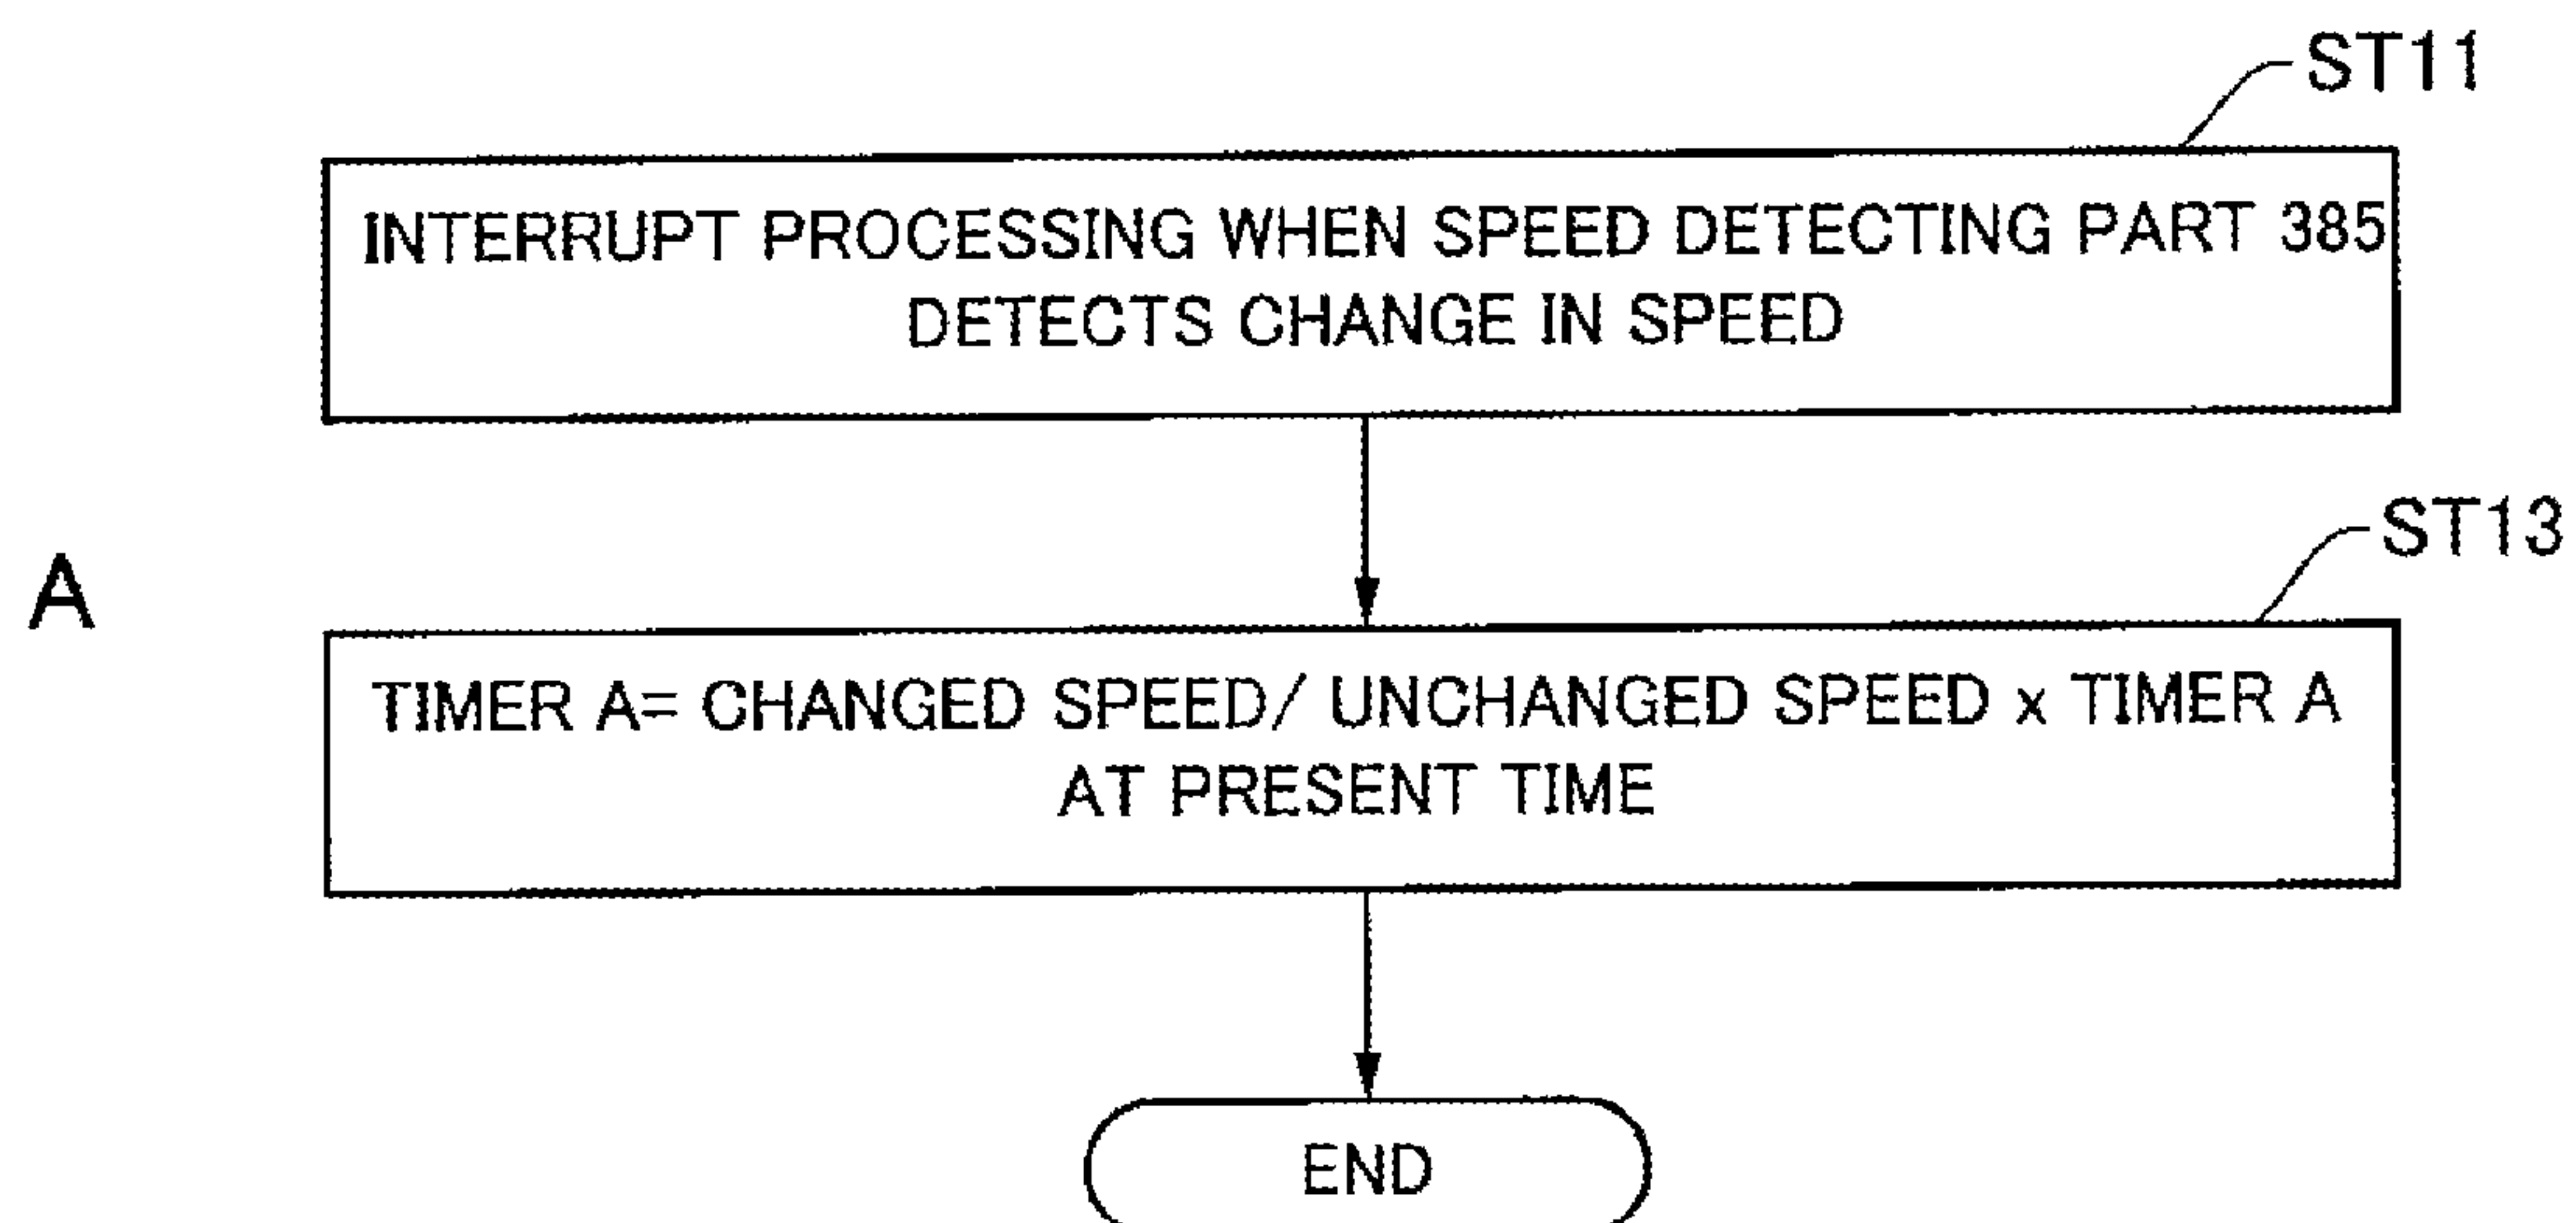 ST11
INTERRUPT PROCESSING WHEN SPEED DETECTING PART 385
DETECTS CHANGE IN SPEED
ST13
A
TIMER A= CHANGED SPEED/ UNCHANGED SPEED x TIMER A
AT PRESENT TIME
END